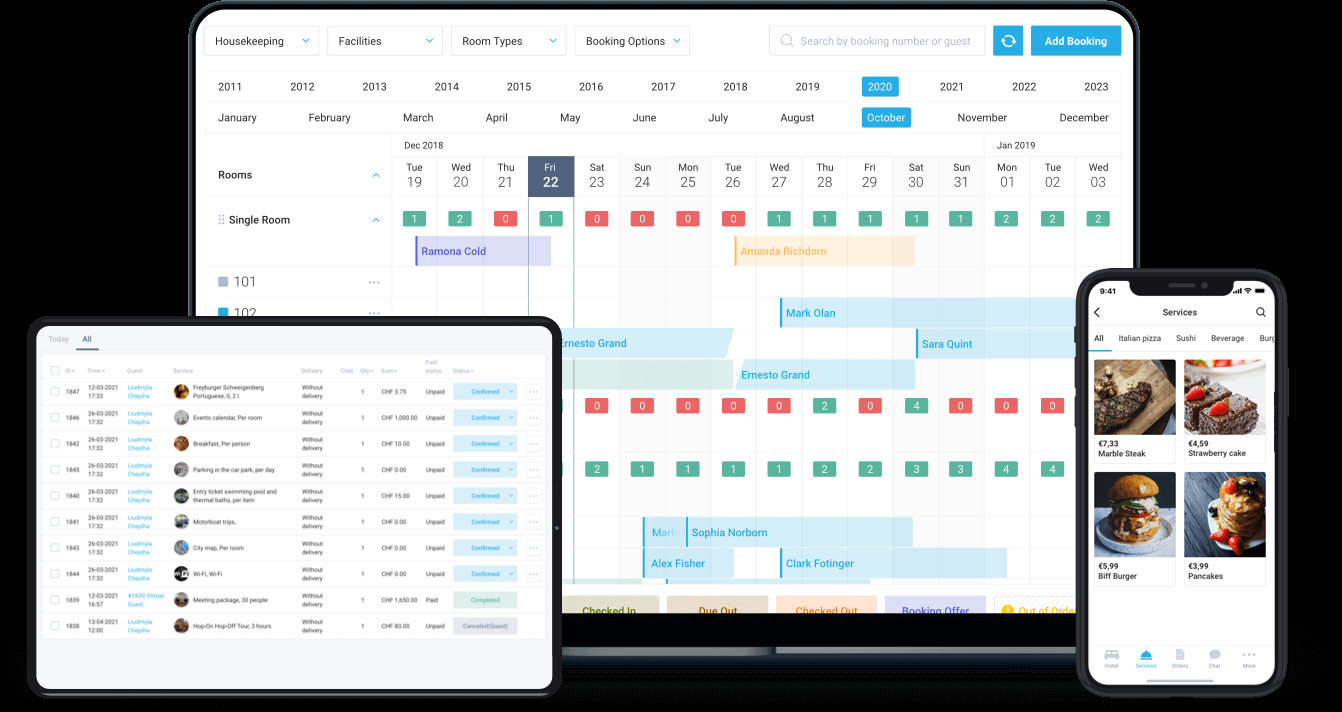 Housekeeping Facilities Room Types Booking Options Search by booking number or guest Add Booking
2011 2012 2013 2014 2015 2016 2017 2018 2019 2020 2021 2022 2023
January February March April May June July August October November December
Dec 2018 Jan 2019
Rooms Tue Wed Thu Fri Sat Sun Mon Tue Wed Thu Fri Sat Sun Mon Tue Wed
19 20 21 22 23 24 25 26 27 28 29 30 31 01 02 03
Single Room 1 2 0 1 0 0 0 0 1 1 1 1 1 2 2 2
Ramona Cold Amanda Richdorn
101
102
Mark Olan
Ernesto Grand Sara Quint
Ernesto Grand
0 0 0 0 0 2 0 4 0 0 0
2 1 1 1 1 2 2 3 3 4 4
Sophia Norborn
Alex Fisher Clark Fotinger
Checked In Due Out Checked Out Booking Offer Out of Orde
Today All
ID Time Guest Service Delivery Chat Qty Sum Paid status Status
1847 12-03-2021 17:33 Liudmyla Chepiha Freyburger Schweigenberg Portuguese, 0, 2 l Without delivery 1 CHF 3.75 Unpaid Confirmed
1846 26-03-2021 17:32 Liudmyla Chepiha Events calendar, Per room Without delivery 1 CHF 1,000.00 Unpaid Confirmed
1842 26-03-2021 17:32 Liudmyla Chepiha Breakfast, Per person Without delivery 1 CHF 10.00 Unpaid Confirmed
1845 26-03-2021 17:32 Liudmyla Chepiha Parking in the car park, per day Without delivery 1 CHF 0.00 Unpaid Confirmed
1840 26-03-2021 17:32 Liudmyla Chepiha Entry ticket swimming pool and thermal baths, per item Without delivery 1 CHF 15.00 Unpaid Confirmed
1841 26-03-2021 17:32 Liudmyla Chepiha Motorboat trips, Without delivery 1 CHF 0.00 Unpaid Confirmed
1843 26-03-2021 17:32 Liudmyla Chepiha City map, Per room Without delivery 1 CHF 0.00 Unpaid Confirmed
1844 26-03-2021 17:32 Liudmyla Chepiha Wi-Fi, Wi-Fi Without delivery 1 CHF 0.00 Unpaid Confirmed
1839 12-03-2021 16:57 #1839 Virtual Guest Meeting package, 30 people Without delivery 1 CHF 1,650.00 Paid Completed
1838 13-04-2021 12:00 Liudmyla Chepiha Hop-On Hop-Off Tour, 3 hours Without delivery 1 CHF 80.00 Unpaid Canceled(Guest)
9:41
Services
All Italian pizza Sushi Beverage Burg
€7,33 €4,59
Marble Steak Strawberry cake
€5,99 €3,99
Biff Burger Pancakes
Hotel Services Orders Chat More